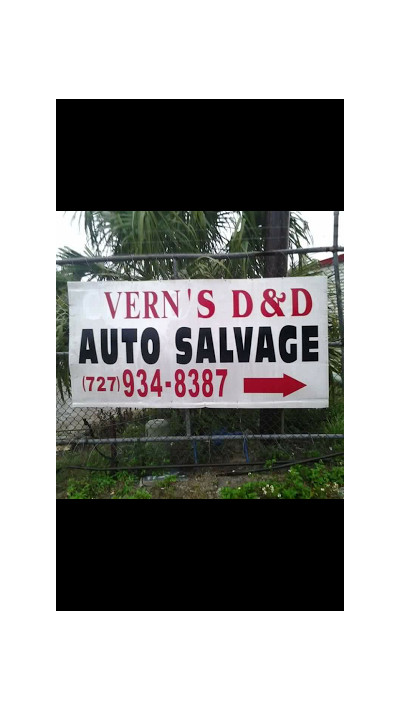 VERN'S D&D
AUTO SALVAGE
(727)934-8387